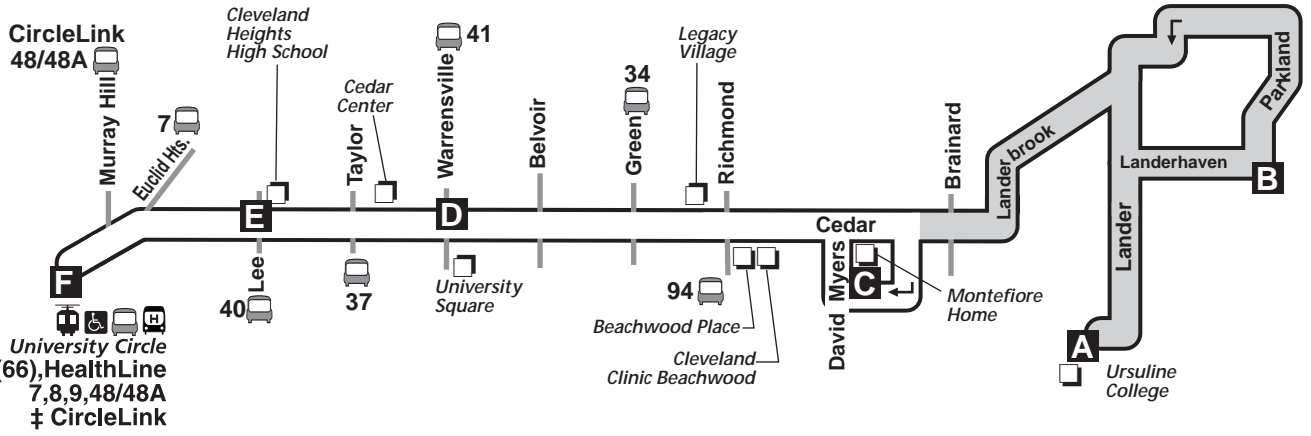 CircleLink
48/48A
Murray Hill
7
Euclid Hts.
Cleveland
Heights
High School
Cedar
Center
Taylor
41
Warrensville
Belvoir
34
Green
Legacy
Village
Richmond
Brainard
Lander
brook
Parkland
Landerhaven
B
Lander
A
Ursuline
College
Cedar
David Myers
C
Montefiore
Home
E
D
F
Lee
40
37
University
Square
94
Beachwood Place
Cleveland
Clinic Beachwood
H
University Circle
(66),HealthLine
7,8,9,48/48A
‡ CircleLink